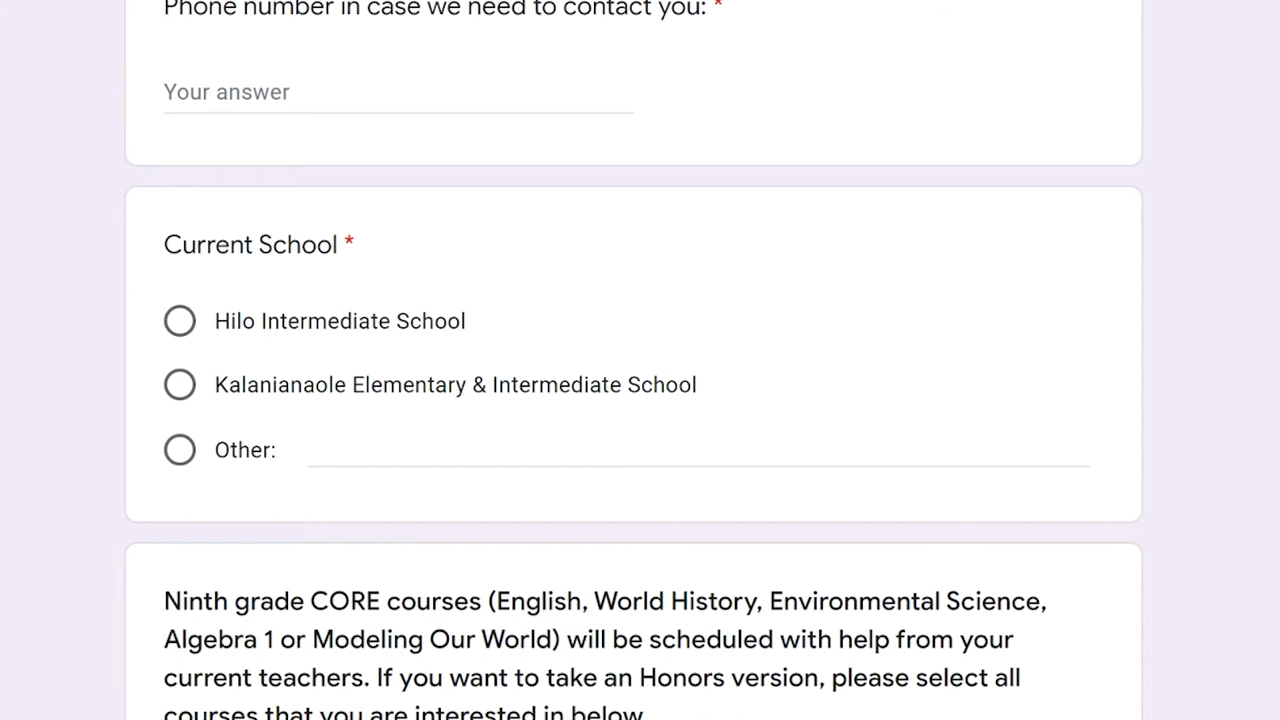 Phone number in case we need to contact you: *
Your answer
Current School *
Hilo Intermediate School
Kalanianaole Elementary & Intermediate School
Other:
Ninth grade CORE courses (English, World History, Environmental Science,
Algebra 1 or Modeling Our World) will be scheduled with help from your
current teachers. If you want to take an Honors version, please select all
courses that you are interested in below